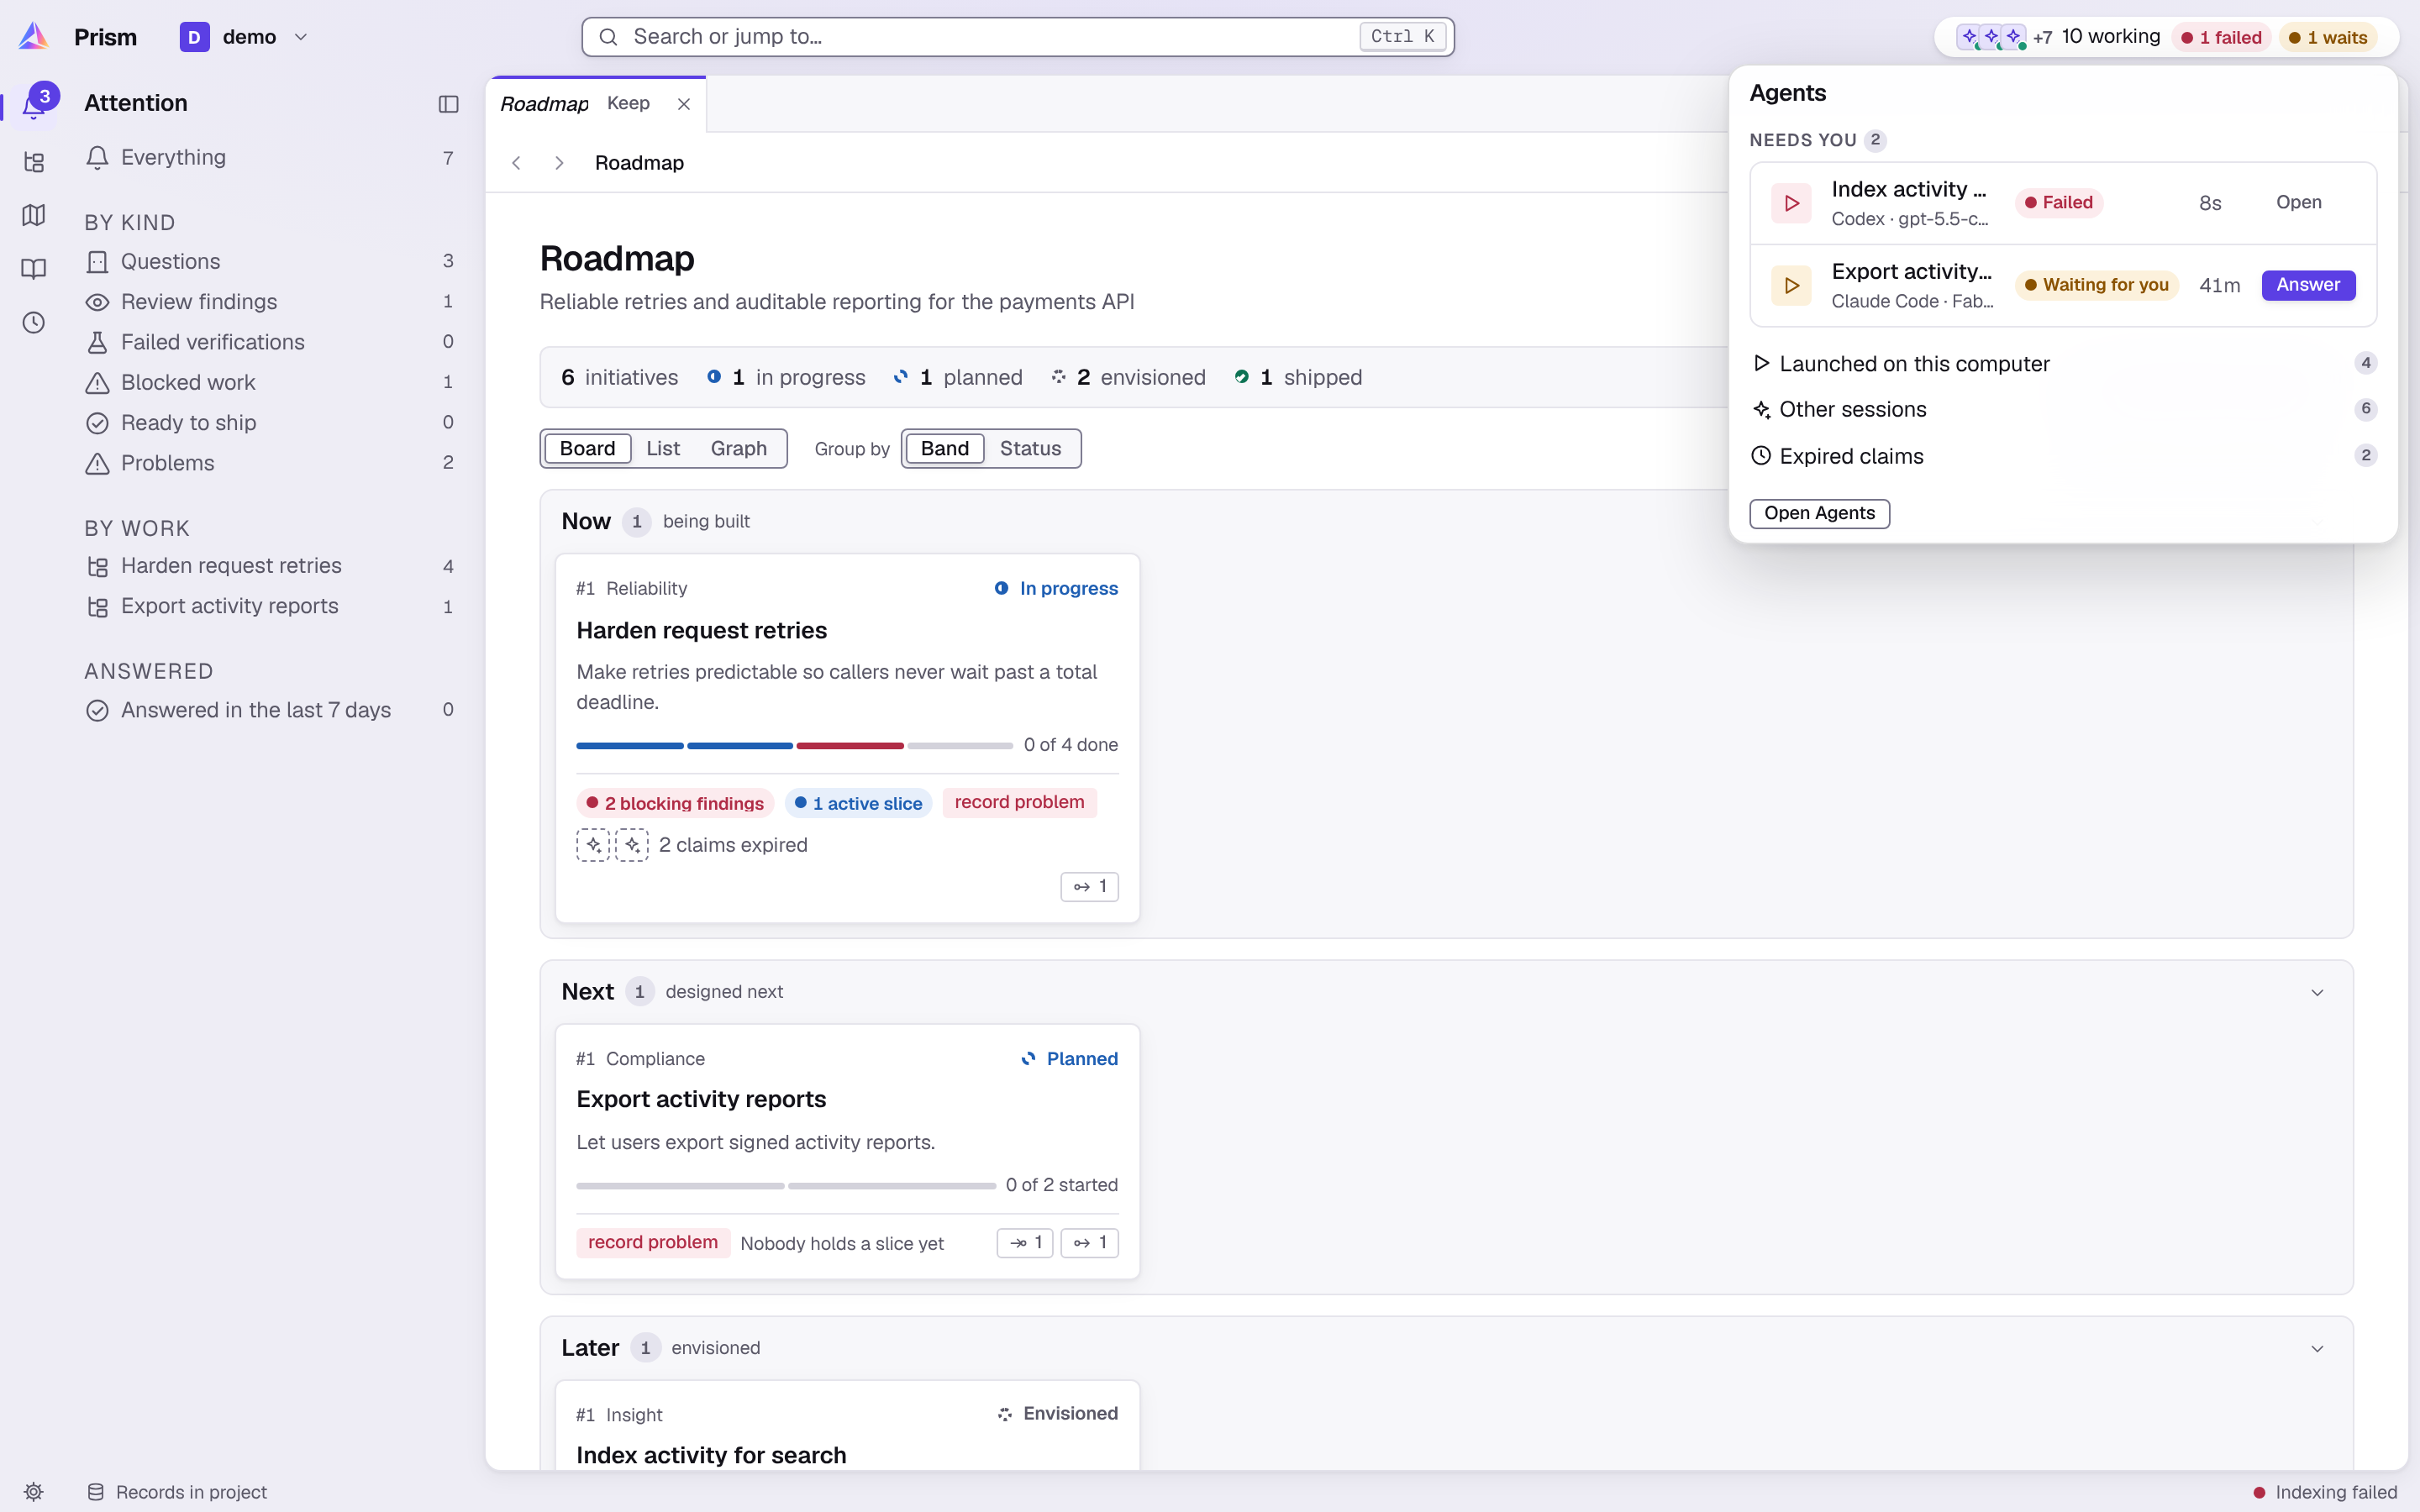 Prism
D demo
Search or jump to...
Ctrl K
+7 10 working
1 failed
1 waits
3
Attention
Everything 7
BY KIND
Questions 3
Review findings 1
Failed verifications 0
Blocked work 1
Ready to ship 0
Problems 2
BY WORK
Harden request retries 4
Export activity reports 1
ANSWERED
Answered in the last 7 days 0
Records in project
Roadmap Keep
Roadmap
Roadmap
Reliable retries and auditable reporting for the payments API
6 initiatives 1 in progress 1 planned 2 envisioned 1 shipped
Board List Graph Group by Band Status
Now 1 being built
#1 Reliability In progress
Harden request retries
Make retries predictable so callers never wait past a total
deadline.
0 of 4 done
2 blocking findings 1 active slice record problem
2 claims expired
1
Next 1 designed next
#1 Compliance Planned
Export activity reports
Let users export signed activity reports.
0 of 2 started
record problem Nobody holds a slice yet 1 1
Later 1 envisioned
#1 Insight Envisioned
Index activity for search
Agents
NEEDS YOU 2
Index activity ... Failed 8s Open
Codex · gpt-5.5-c...
Export activity... Waiting for you 41m Answer
Claude Code · Fab...
Launched on this computer 4
Other sessions 6
Expired claims 2
Open Agents
Indexing failed